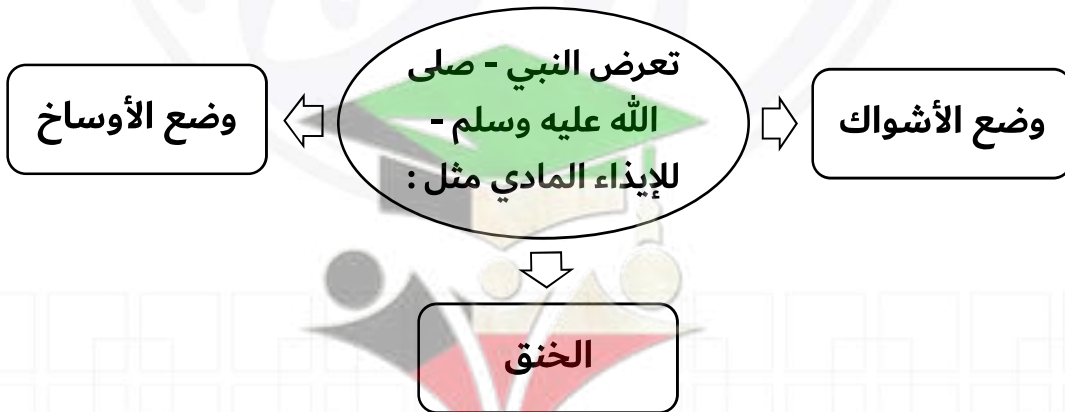 تعرض النبي - صلى
الله عليه وسلم -
للإيذاء المادي مثل :
وضع الأشواك
وضع الأوساخ
الخنق